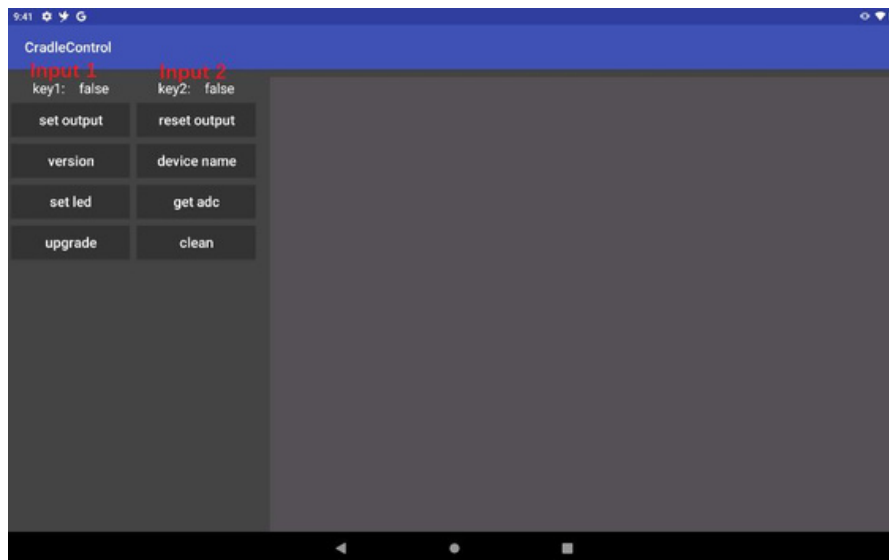 9:41 G
CradleControl
Input 1 Input 2
key1: false key2: false
set output reset output
version device name
set led get adc
upgrade clean